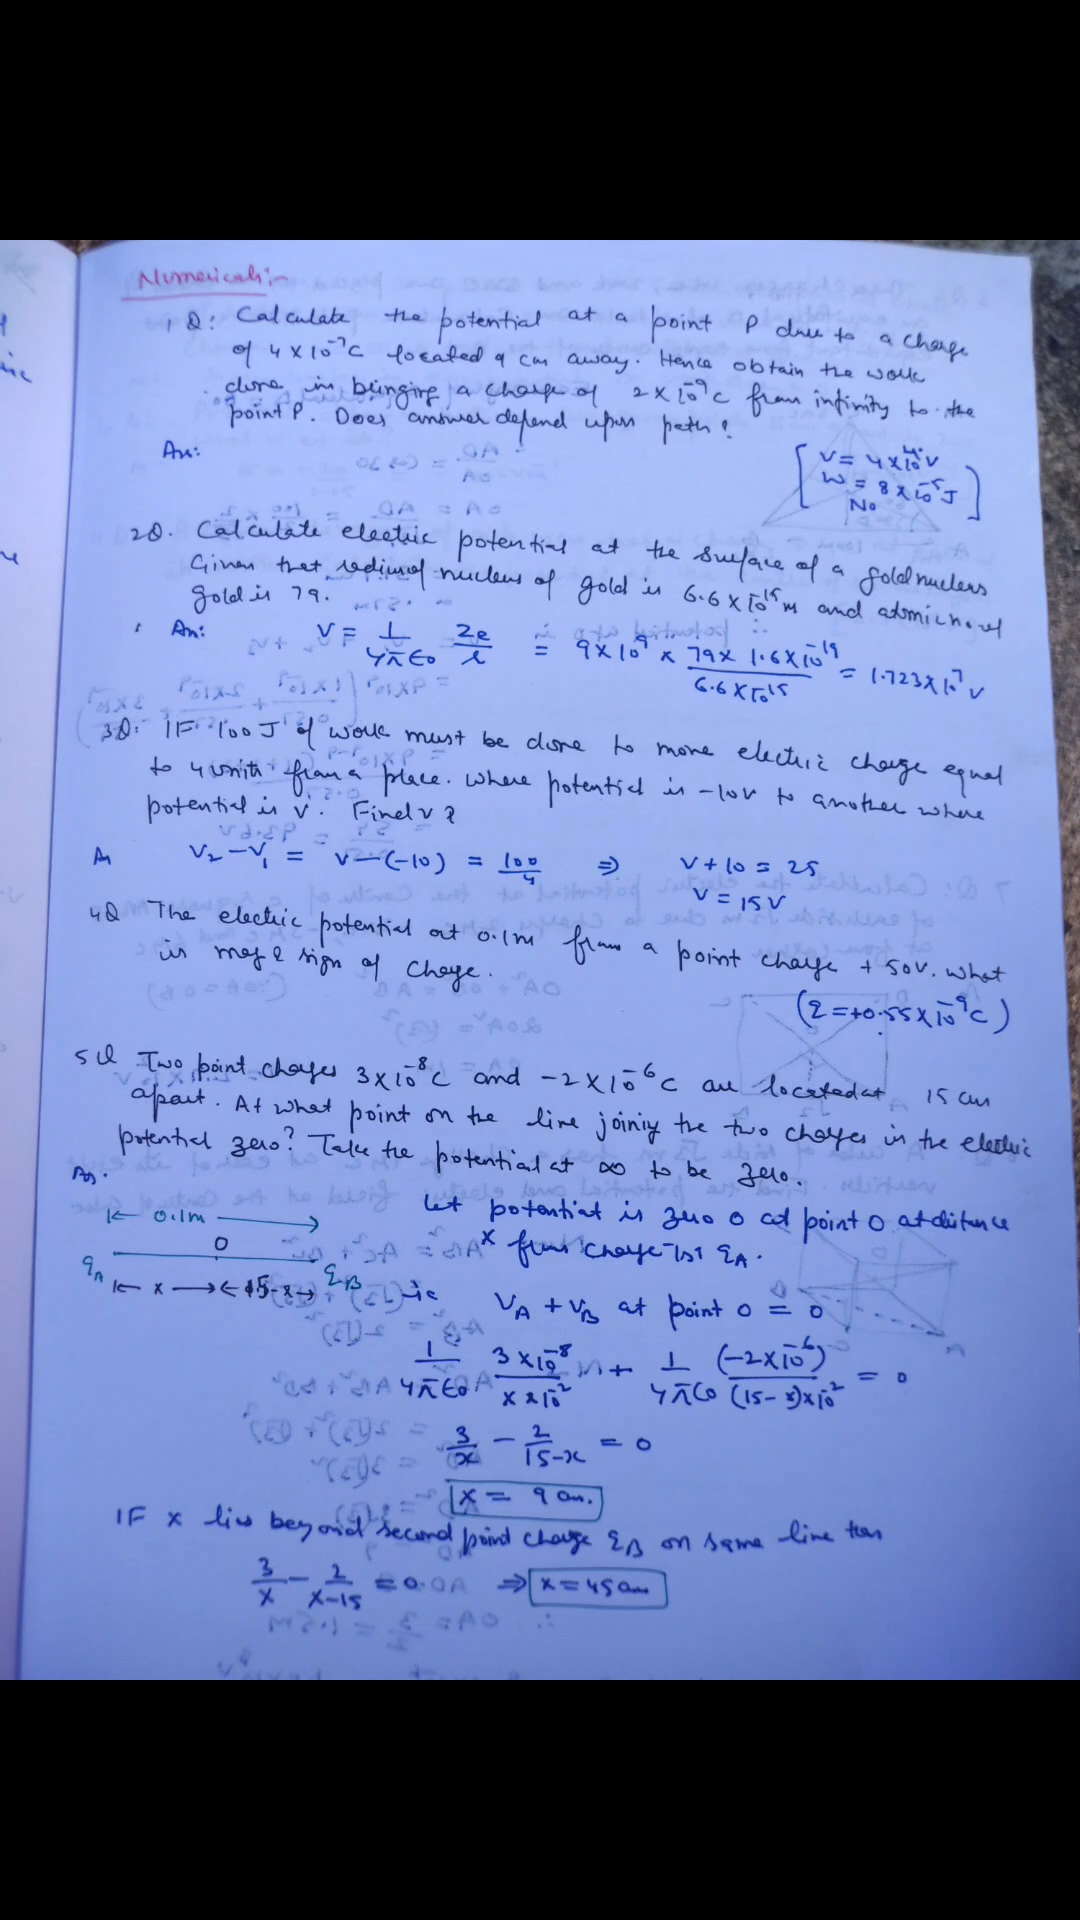 Numericals:-
1Q: Calculate the potential at a point P due to a charge
of 4 × 10⁻⁷C located 9 cm away. Hence obtain the work
done in bringing a charge of 2 × 10⁻⁹C from infinity to the
point P. Does answer depend upon path?
Ans:
V = 4 × 10⁴ V
W = 8 × 10⁻⁵ J
No
2Q. Calculate electric potential at the surface of a gold nucleus
Given that radius of nucleus of gold is 6.6 × 10⁻¹⁵ m and atomic no of
gold is 79.
Ans: V = 1/4πε₀ Ze/r = 9×10⁹ × 79 × 1.6×10⁻¹⁹/6.6×10⁻¹⁵ = 1.723×10⁷ V
3Q: IF 100 J of work must be done to move electric charge equal
to 4 units from a place. where potential is -10V to another where
potential is V. Find V?
A V₂ - V₁ = V - (-10) = 100/4 ⇒ V + 10 = 25
V = 15 V
4Q The electric potential at 0.1m from a point charge + 50V. What
is mag & sign of charge.
(q = +0.55 × 10⁻⁹C)
5Q Two point charges 3×10⁻⁸C and -2×10⁻⁶C are located at 15 cm
apart. At what point on the line joining the two charges is the electric
potential zero? Take the potential at ∞ to be zero.
Ans.
Let potential is zero 0 at point O at distance
x from charge 1st qA.
0.1m
O
qA qB
x 15-x
ie VA + VB at point O = 0
1/4πε₀ 3×10⁻⁸/x×10⁻² + 1/4πε₀ (-2×10⁻⁶)/(15-x)×10⁻² = 0
3/x - 2/15-x = 0
x = 9 cm.
IF x lies beyond second point charge qB on same line then
3/x - 2/x-15 = 0 ⇒ x = 45 cm